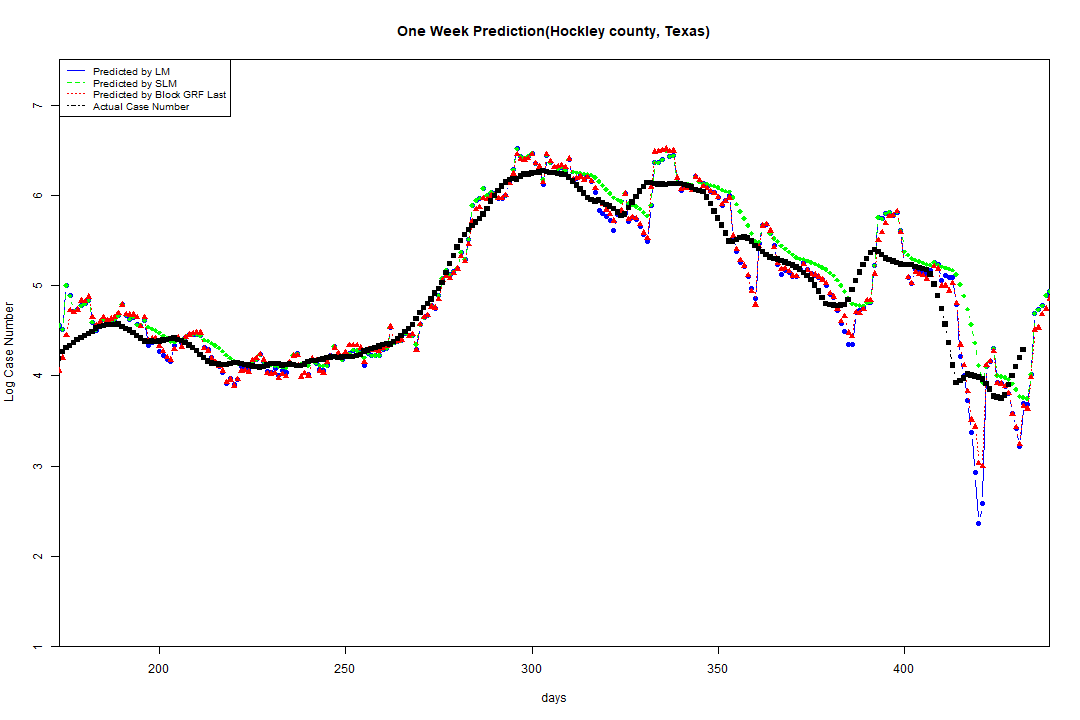 One Week Prediction(Hockley county, Texas)
Predicted by LM
Predicted by SLM
Predicted by Block GRF Last
Actual Case Number
7
6
5
4
3
2
1
Log Case Number
200 250 300 350 400
days